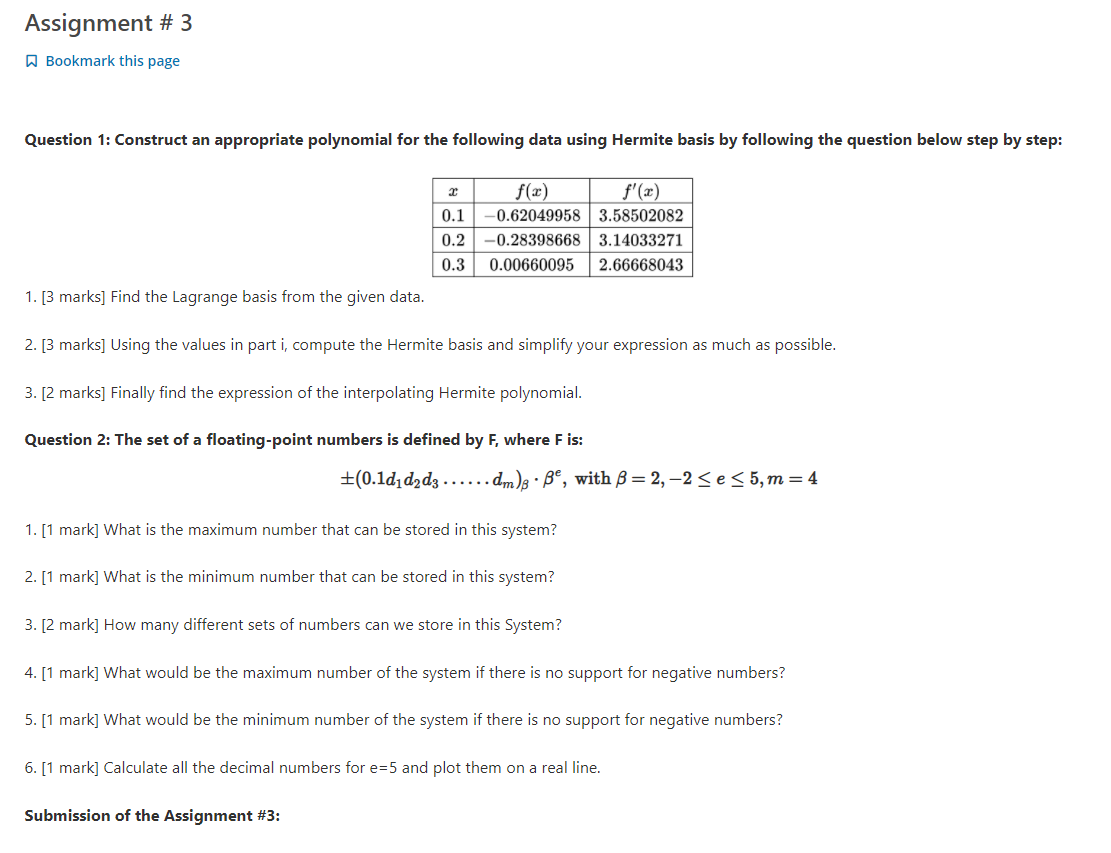 Assignment # 3
Bookmark this page
Question 1: Construct an appropriate polynomial for the following data using Hermite basis by following the question below step by step:
x f(x) f'(x)
0.1 −0.62049958 3.58502082
0.2 −0.28398668 3.14033271
0.3 0.00660095 2.66668043
1. [3 marks] Find the Lagrange basis from the given data.
2. [3 marks] Using the values in part i, compute the Hermite basis and simplify your expression as much as possible.
3. [2 marks] Finally find the expression of the interpolating Hermite polynomial.
Question 2: The set of a floating-point numbers is defined by F, where F is:
±(0.1d₁d₂d₃ ...... dₘ)ᵦ · βᵉ, with β = 2, −2 ≤ e ≤ 5, m = 4
1. [1 mark] What is the maximum number that can be stored in this system?
2. [1 mark] What is the minimum number that can be stored in this system?
3. [2 mark] How many different sets of numbers can we store in this System?
4. [1 mark] What would be the maximum number of the system if there is no support for negative numbers?
5. [1 mark] What would be the minimum number of the system if there is no support for negative numbers?
6. [1 mark] Calculate all the decimal numbers for e=5 and plot them on a real line.
Submission of the Assignment #3: